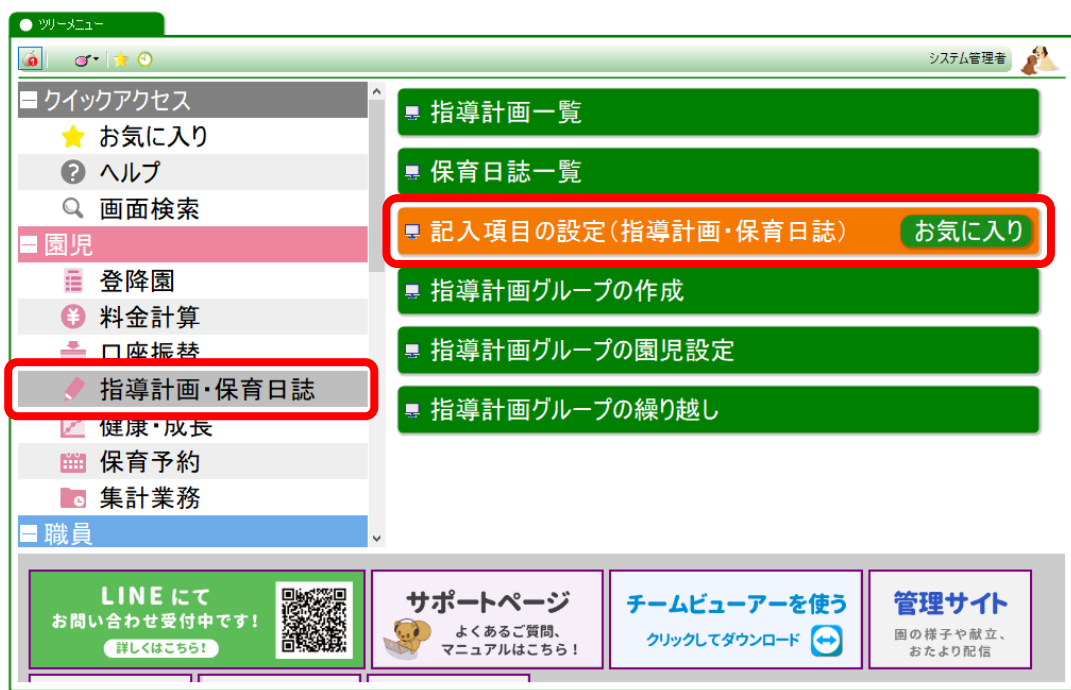 ツリーメニュー
システム管理者
クイックアクセス
お気に入り
ヘルプ
画面検索
園児
登降園
料金計算
口座振替
指導計画・保育日誌
健康・成長
保育予約
集計業務
職員
指導計画一覧
保育日誌一覧
記入項目の設定(指導計画・保育日誌) お気に入り
指導計画グループの作成
指導計画グループの園児設定
指導計画グループの繰り越し
LINEにて
お問い合わせ受付中です!
詳しくはこちら!
サポートページ
よくあるご質問、
マニュアルはこちら!
チームビューアーを使う
クリックしてダウンロード
管理サイト
園の様子や献立、
おたより配信